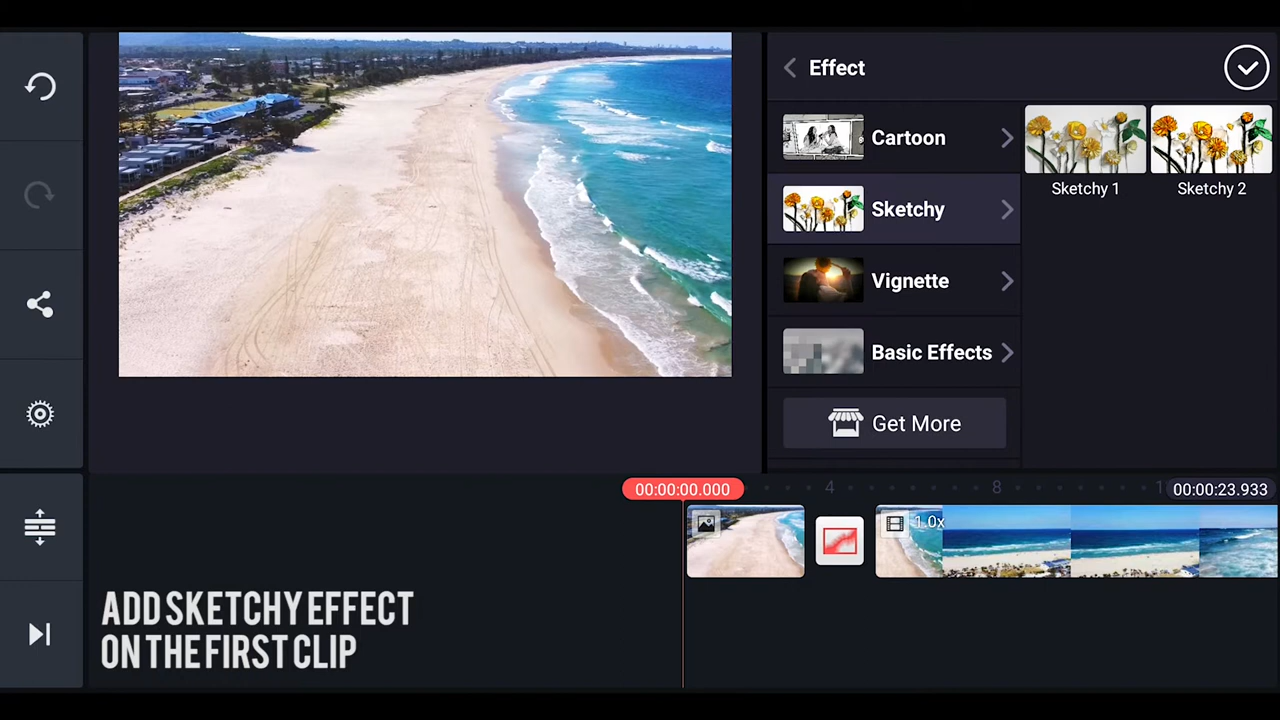 Effect
Cartoon
Sketchy
Vignette
Basic Effects
Get More
Sketchy 1
Sketchy 2
00:00:00.000
4
8
1
00:00:23.933
1.0x
ADD SKETCHY EFFECT
ON THE FIRST CLIP